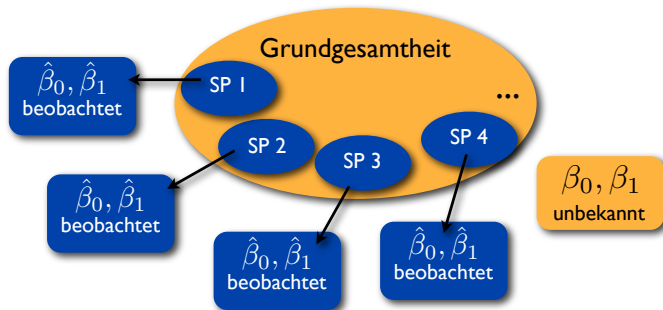 Grundgesamtheit
β̂₀, β̂₁
beobachtet
SP 1
...
SP 2
SP 3
SP 4
β̂₀, β̂₁
beobachtet
β₀, β₁
unbekannt
β̂₀, β̂₁
beobachtet
β̂₀, β̂₁
beobachtet